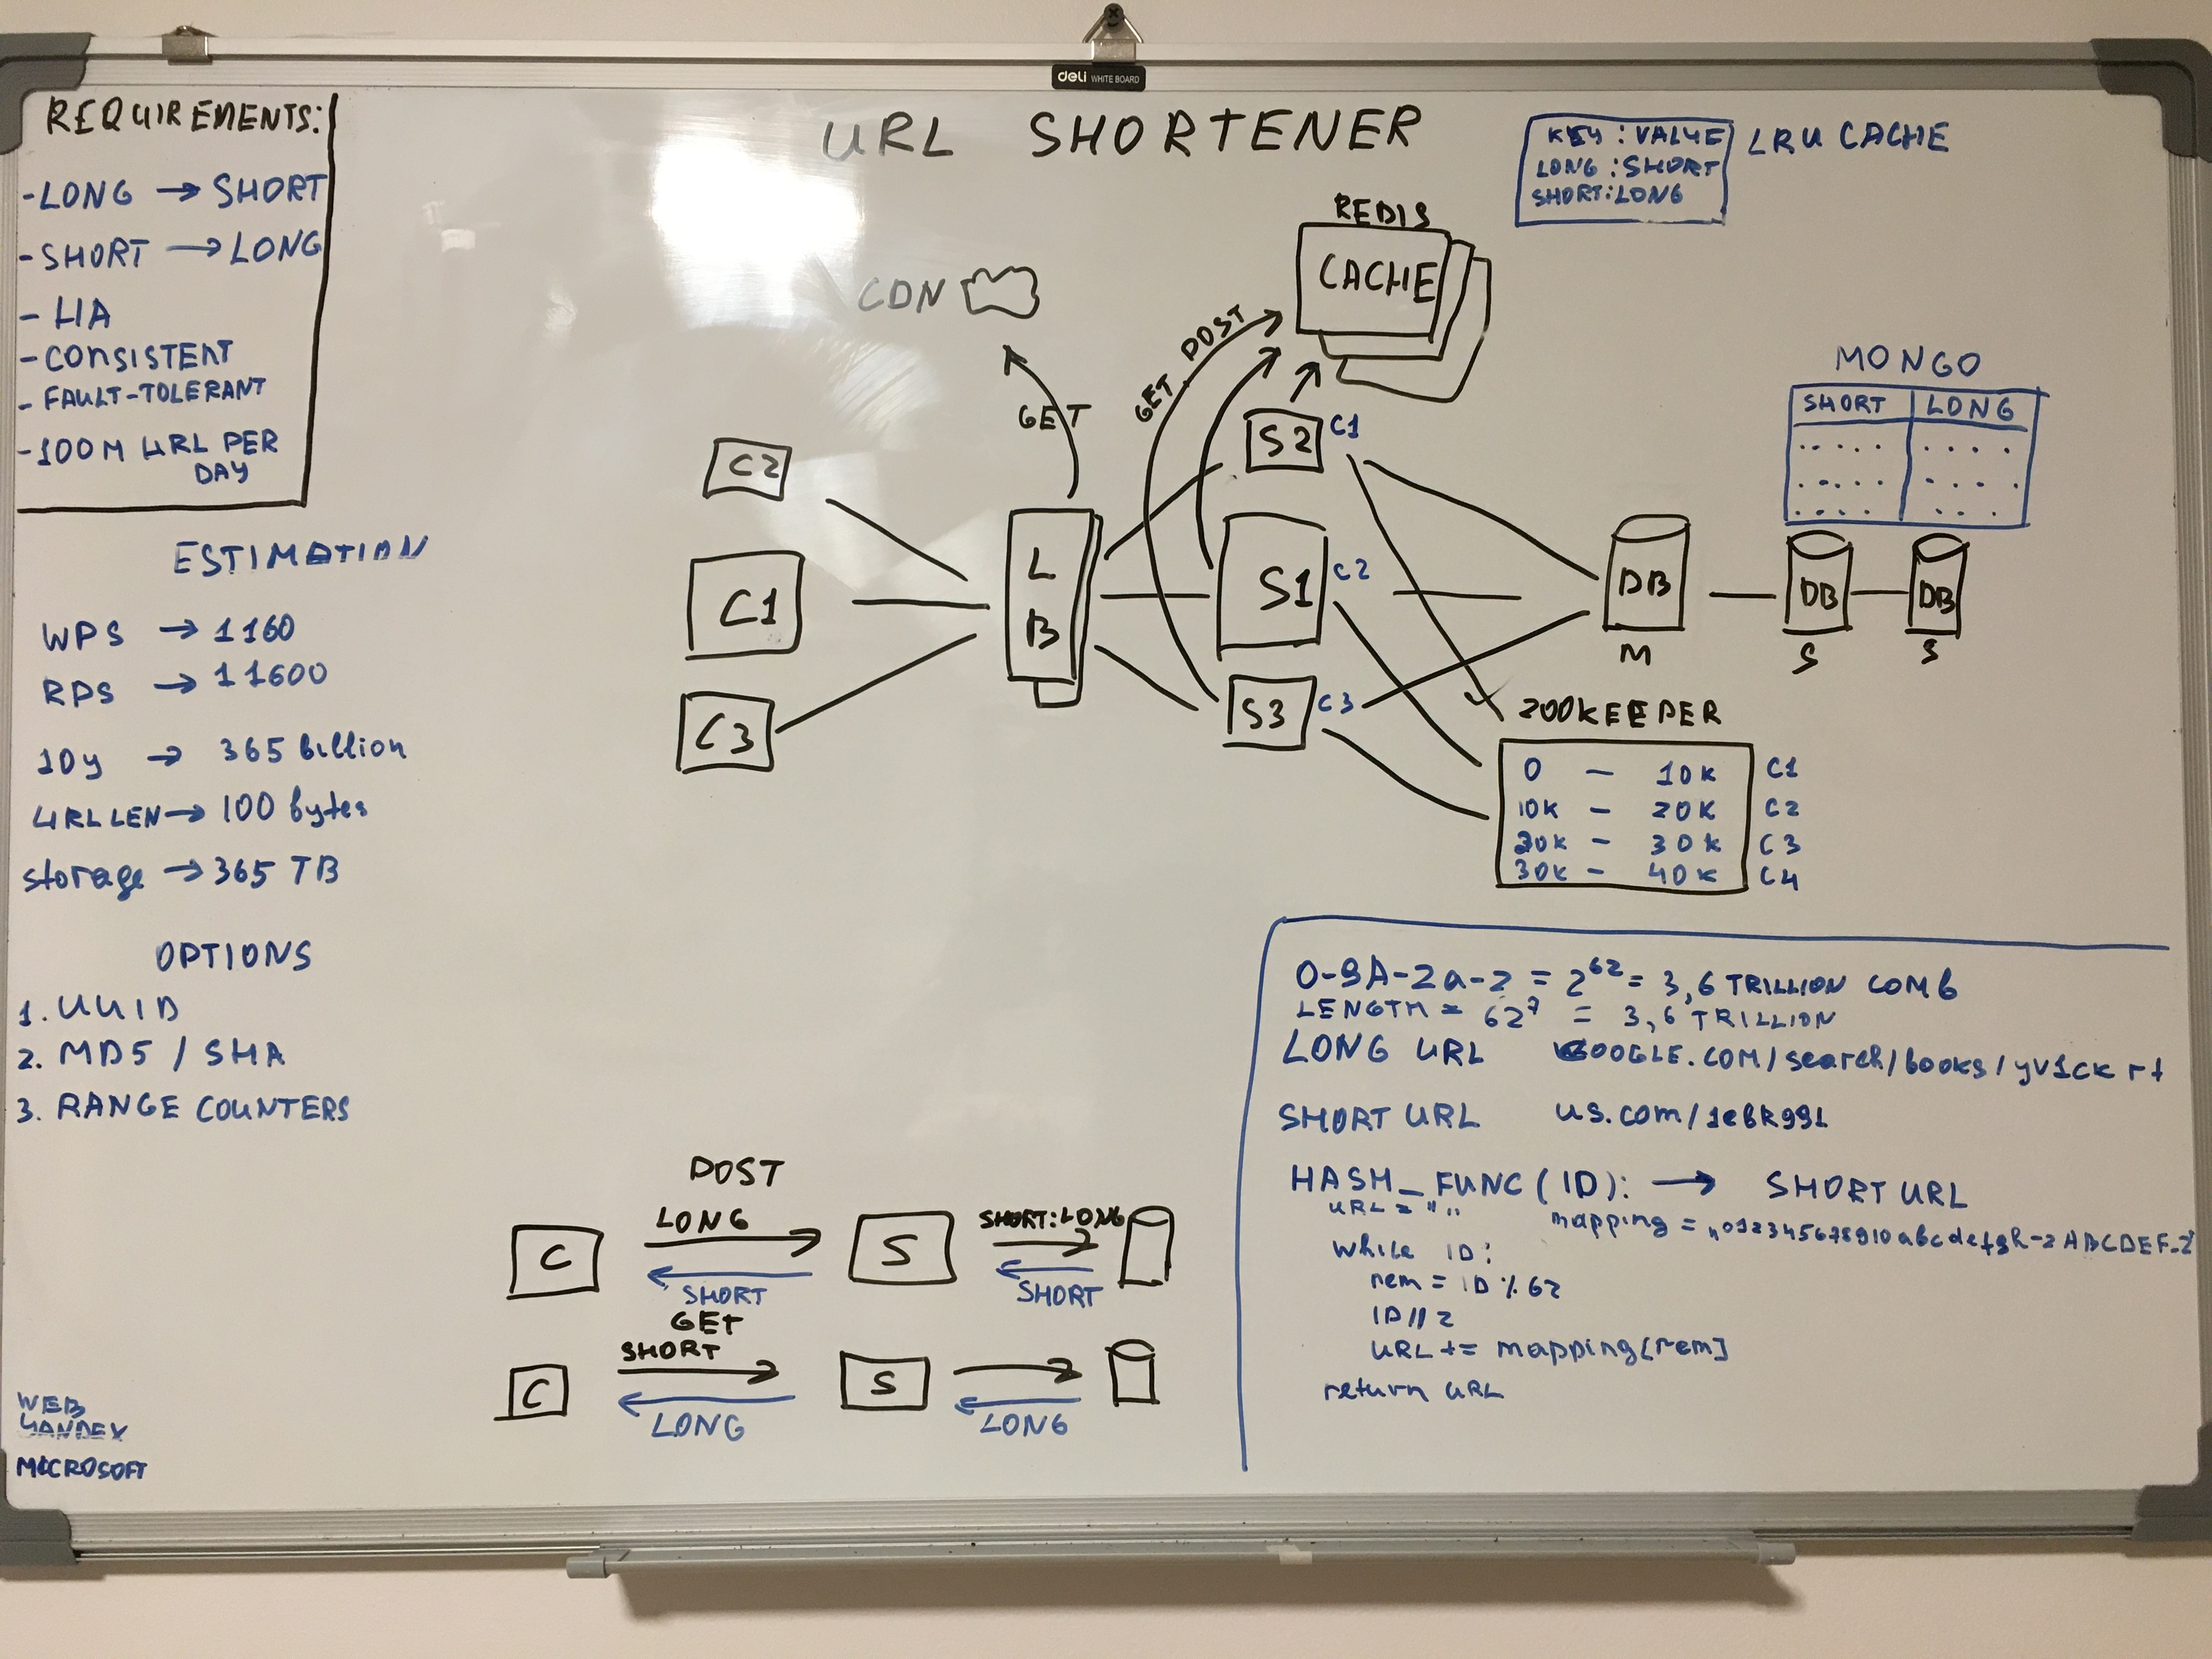 deli WHITE BOARD
URL SHORTENER
REQUIREMENTS:
- LONG → SHORT
- SHORT → LONG
- HA
- CONSISTENT
- FAULT-TOLERANT
- 100M URL PER
DAY
ESTIMATION
WPS → 1160
RPS → 11600
10y → 365 billion
URL LEN → 100 bytes
storage → 365 TB
OPTIONS
1. UUID
2. MD5 / SHA
3. RANGE COUNTERS
WEB
YANDEX
MICROSOFT
KEY : VALUE
LONG : SHORT
SHORT : LONG
LRU CACHE
REDIS
CACHE
CDN
GET
GET POST
C2
C1
C3
L
B
S2 C1
S1 C2
S3 C3
MONGO
SHORT | LONG
DB
M
DB
S
DB
S
ZOOKEEPER
0 - 10K C1
10K - 20K C2
20K - 30K C3
30K - 40K C4
0-9A-Za-z = 2^62 = 3,6 TRILLION COMB
LENGTH = 62^7 = 3,6 TRILLION
LONG URL GOOGLE.COM/search/books/yv1ck rt
SHORT URL us.com/1ebk991
HASH_FUNC(ID): → SHORT URL
URL = ""
mapping = "012345678910abcdefgh-zABCDEF-Z"
while ID:
rem = ID % 62
ID // 2
URL += mapping[rem]
return URL
POST
C
LONG
SHORT
S
SHORT:LONG
SHORT
GET
C
SHORT
LONG
S
LONG